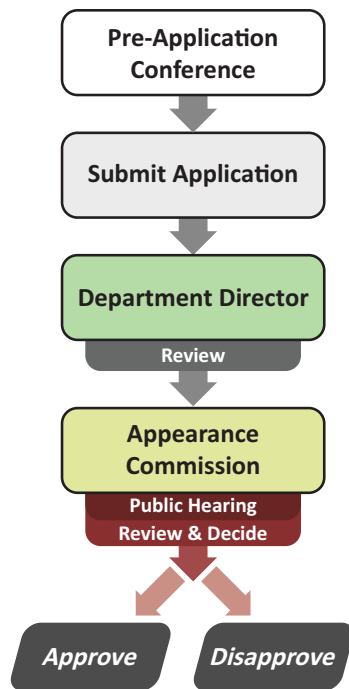 Pre-Application
Conference
Submit Application
Department Director
Review
Appearance
Commission
Public Hearing
Review & Decide
Approve
Disapprove